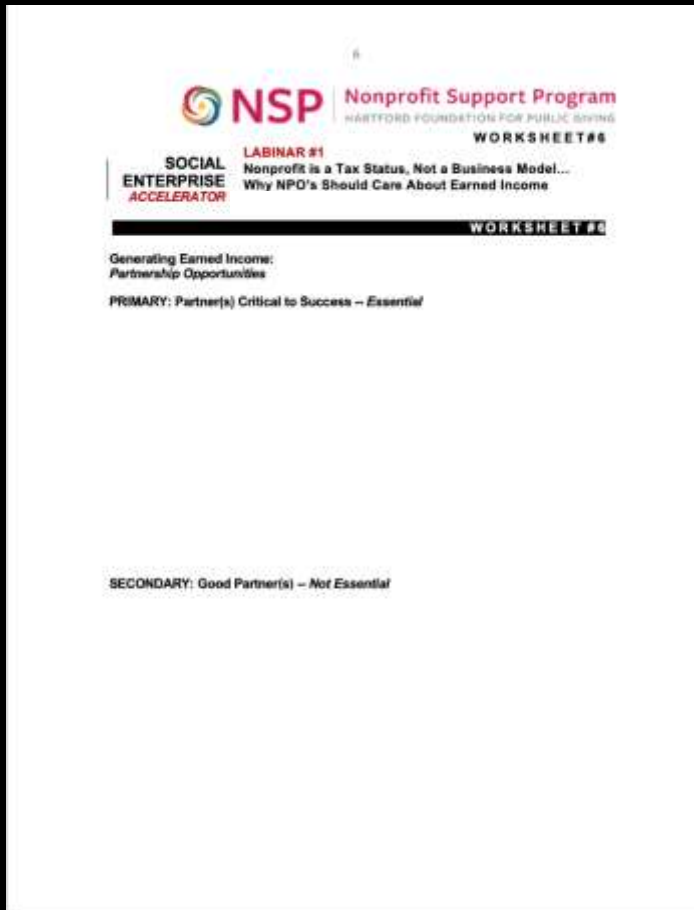 6
NSP
Nonprofit Support Program
HARTFORD FOUNDATION FOR PUBLIC GIVING
WORKSHEET#6
SOCIAL
ENTERPRISE
ACCELERATOR
LABINAR #1
Nonprofit is a Tax Status, Not a Business Model...
Why NPO's Should Care About Earned Income
WORKSHEET #6
Generating Earned Income:
Partnership Opportunities
PRIMARY: Partner(s) Critical to Success -- Essential
SECONDARY: Good Partner(s) -- Not Essential